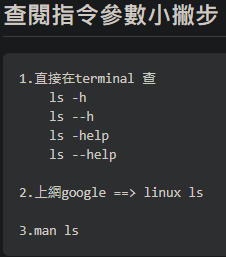 查閱指令參數小撇步
1.直接在terminal 查
ls -h
ls --h
ls -help
ls --help
2.上網google ==> linux ls
3.man ls